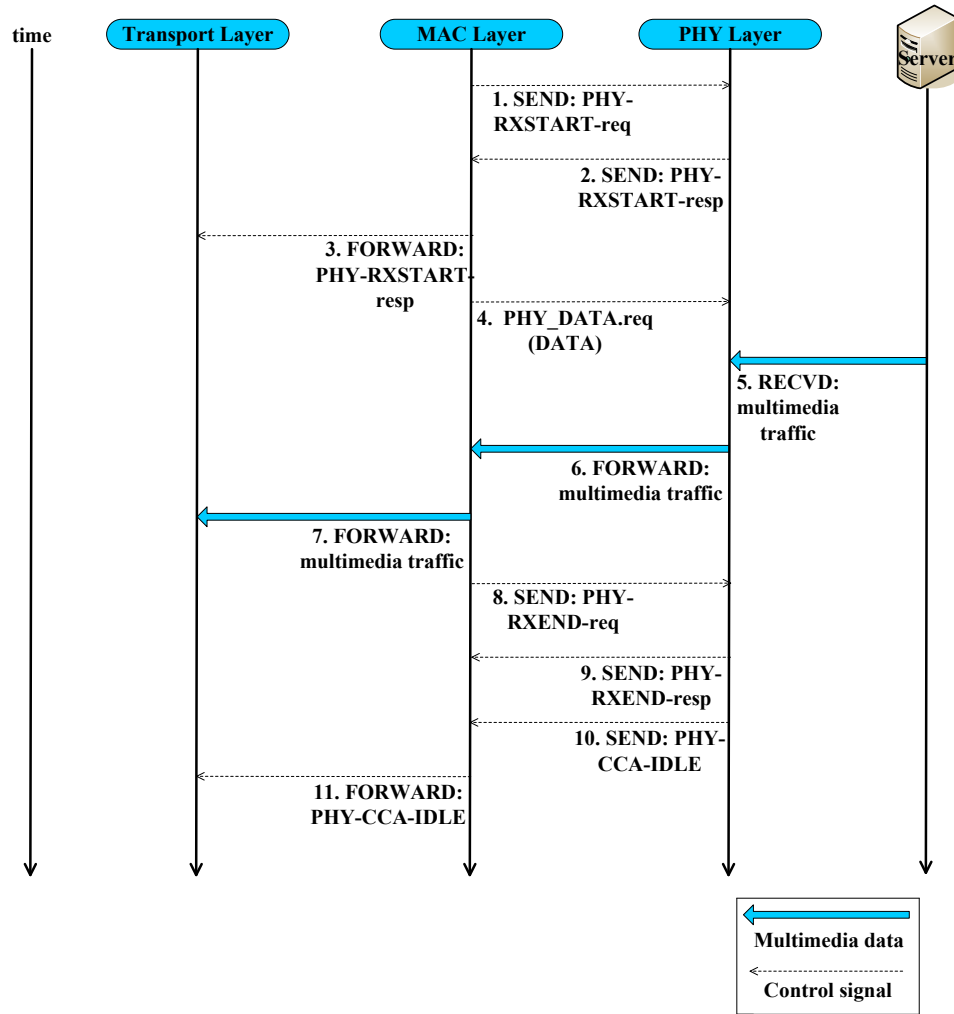 time
Transport Layer
MAC Layer
PHY Layer
Server
1. SEND: PHY-
RXSTART-req
2. SEND: PHY-
RXSTART-resp
3. FORWARD:
PHY-RXSTART-
resp
4. PHY_DATA.req
(DATA)
5. RECVD:
multimedia
traffic
6. FORWARD:
multimedia traffic
7. FORWARD:
multimedia traffic
8. SEND: PHY-
RXEND-req
9. SEND: PHY-
RXEND-resp
10. SEND: PHY-
CCA-IDLE
11. FORWARD:
PHY-CCA-IDLE
Multimedia data
Control signal